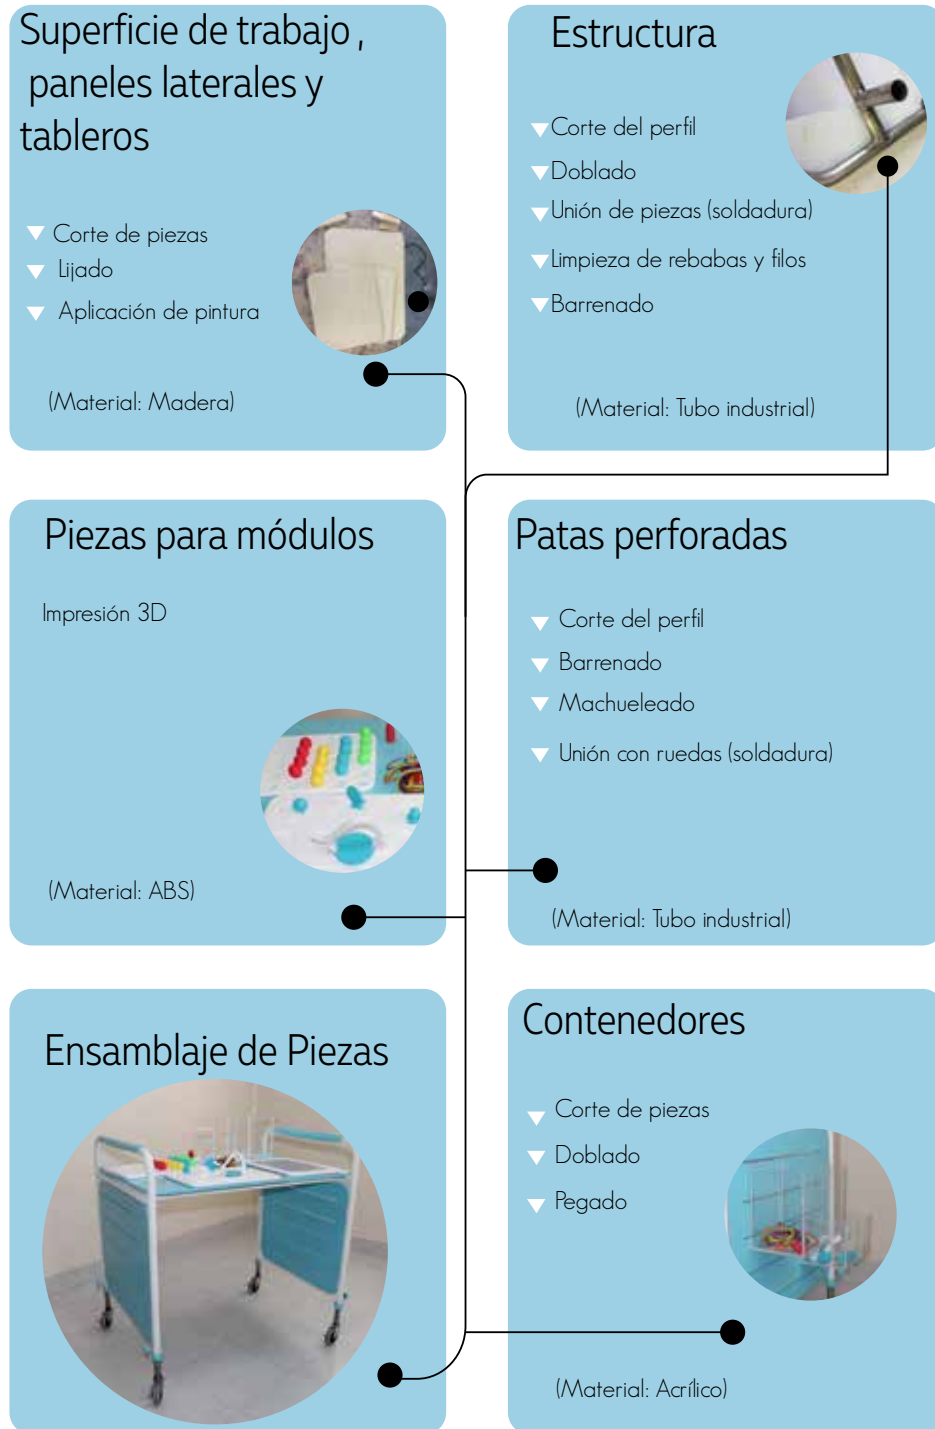 Superficie de trabajo ,
paneles laterales y
tableros
Corte de piezas
Lijado
Aplicación de pintura
(Material: Madera)
Estructura
Corte del perfil
Doblado
Unión de piezas (soldadura)
Limpieza de rebabas y filos
Barrenado
(Material: Tubo industrial)
Piezas para módulos
Impresión 3D
(Material: ABS)
Patas perforadas
Corte del perfil
Barrenado
Machueleado
Unión con ruedas (soldadura)
(Material: Tubo industrial)
Ensamblaje de Piezas
Contenedores
Corte de piezas
Doblado
Pegado
(Material: Acrílico)